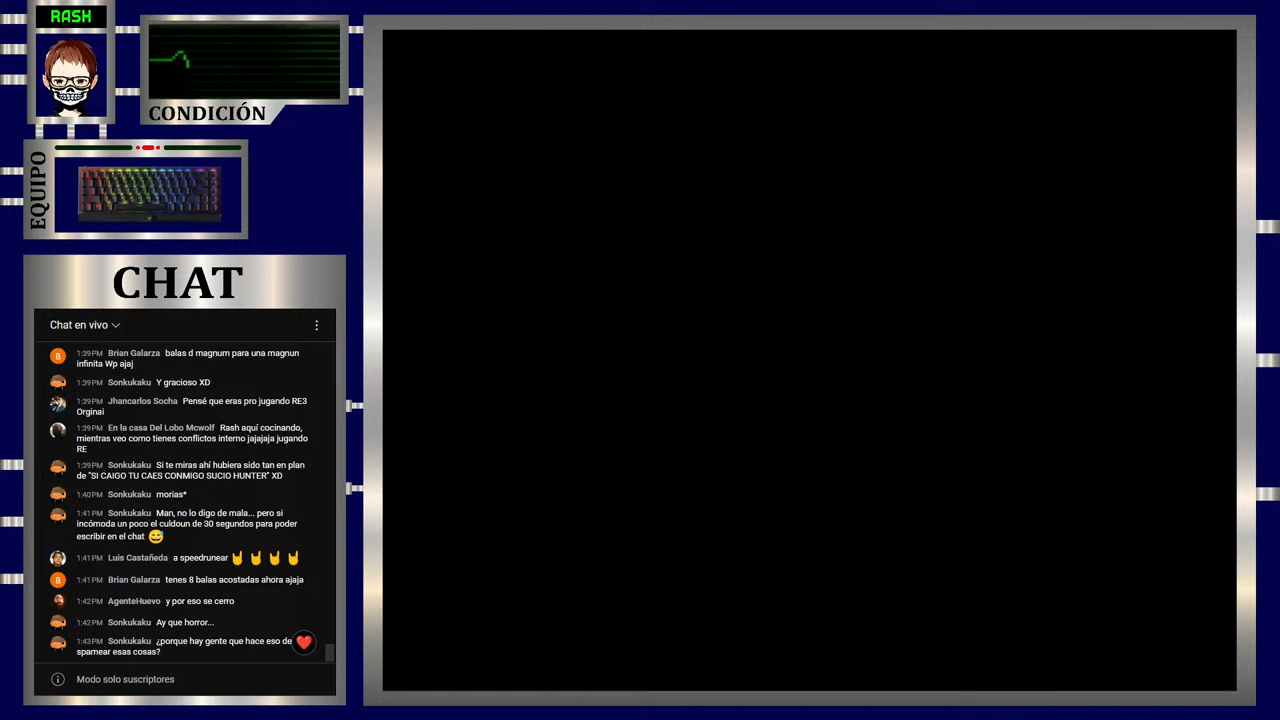 RASH
CONDICIÓN
EQUIPO
CHAT
Chat en vivo
1:39PM Brian Galarza balas d magnum para una magnun
infinita Wp ajaj
1:39PM Sonkukaku Y gracioso XD
1:39PM Jhancarlos Socha Pensé que eras pro jugando RE3
Orginai
1:39PM En la casa Del Lobo Mcwolf Rash aquí cocinando,
mientras veo como tienes conflictos interno jajajaja jugando
RE
1:39PM Sonkukaku Si te miras ahí hubiera sido tan en plan
de "SI CAIGO TU CAES CONMIGO SUCIO HUNTER" XD
1:40PM Sonkukaku morias*
1:41PM Sonkukaku Man, no lo digo de mala... pero si
incómoda un poco el culdoun de 30 segundos para poder
escribir en el chat 😅
1:41PM Luis Castañeda a speedrunear 🤘 🤘 🤘 🤘
B 1:41PM Brian Galarza tenes 8 balas acostadas ahora ajaja
1:42PM AgenteHuevo y por eso se cerro
1:42PM Sonkukaku Ay que horror...
1:43PM Sonkukaku ¿porque hay gente que hace eso de
spamear esas cosas?
Modo solo suscriptores